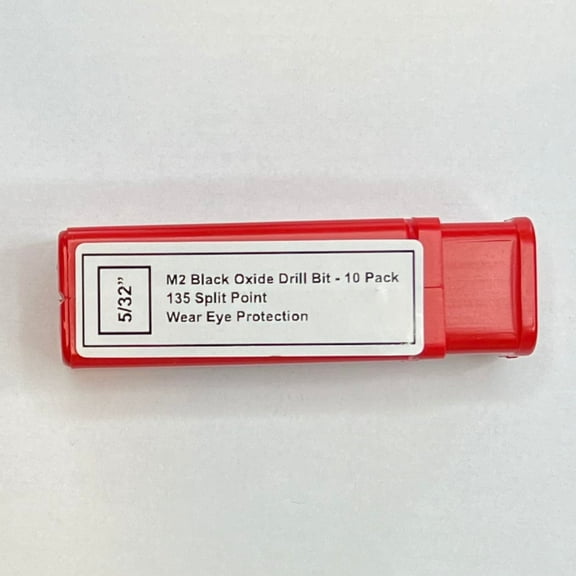 5/32”
M2 Black Oxide Drill Bit - 10 Pack
135 Split Point
Wear Eye Protection